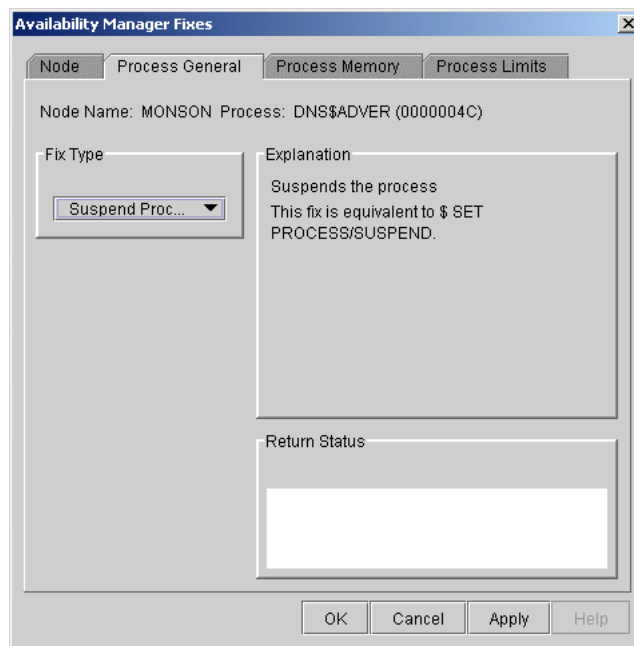 Availability Manager Fixes
Node
Process General
Process Memory
Process Limits
Node Name: MONSON Process: DNS$ADVER (0000004C)
Fix Type
Suspend Proc...
Explanation
Suspends the process
This fix is equivalent to $ SET
PROCESS/SUSPEND.
Return Status
OK
Cancel
Apply
Help